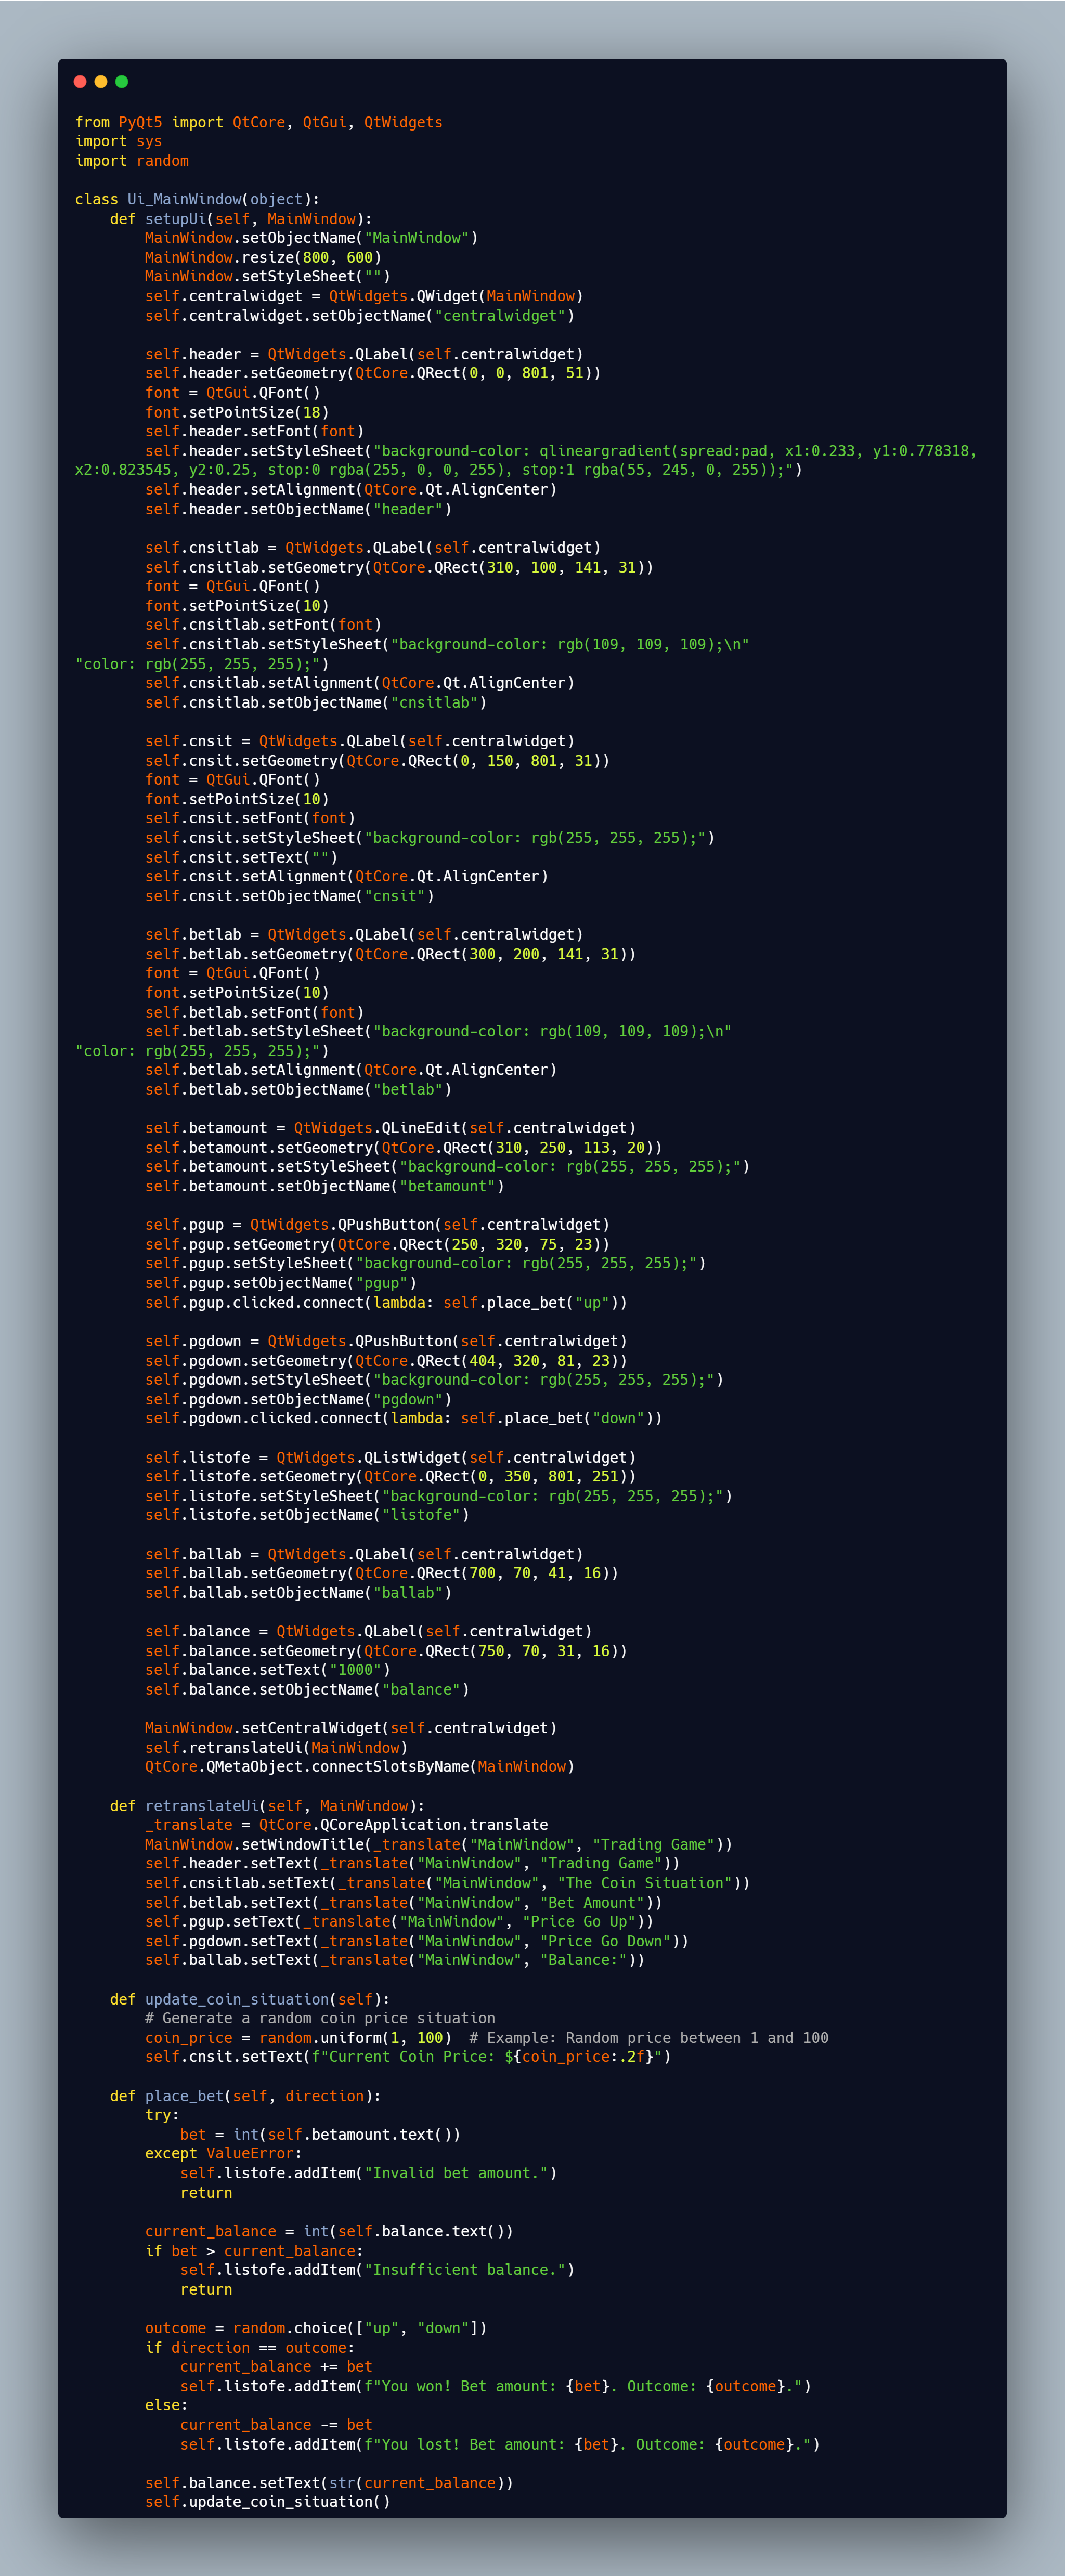 from PyQt5 import QtCore, QtGui, QtWidgets
import sys
import random

class Ui_MainWindow(object):
    def setupUi(self, MainWindow):
        MainWindow.setObjectName("MainWindow")
        MainWindow.resize(800, 600)
        MainWindow.setStyleSheet("")
        self.centralwidget = QtWidgets.QWidget(MainWindow)
        self.centralwidget.setObjectName("centralwidget")

        self.header = QtWidgets.QLabel(self.centralwidget)
        self.header.setGeometry(QtCore.QRect(0, 0, 801, 51))
        font = QtGui.QFont()
        font.setPointSize(18)
        self.header.setFont(font)
        self.header.setStyleSheet("background-color: qlineargradient(spread:pad, x1:0.233, y1:0.778318,
x2:0.823545, y2:0.25, stop:0 rgba(255, 0, 0, 255), stop:1 rgba(55, 245, 0, 255));")
        self.header.setAlignment(QtCore.Qt.AlignCenter)
        self.header.setObjectName("header")

        self.cnsitlab = QtWidgets.QLabel(self.centralwidget)
        self.cnsitlab.setGeometry(QtCore.QRect(310, 100, 141, 31))
        font = QtGui.QFont()
        font.setPointSize(10)
        self.cnsitlab.setFont(font)
        self.cnsitlab.setStyleSheet("background-color: rgb(109, 109, 109);\n"
"color: rgb(255, 255, 255);")
        self.cnsitlab.setAlignment(QtCore.Qt.AlignCenter)
        self.cnsitlab.setObjectName("cnsitlab")

        self.cnsit = QtWidgets.QLabel(self.centralwidget)
        self.cnsit.setGeometry(QtCore.QRect(0, 150, 801, 31))
        font = QtGui.QFont()
        font.setPointSize(10)
        self.cnsit.setFont(font)
        self.cnsit.setStyleSheet("background-color: rgb(255, 255, 255);")
        self.cnsit.setText("")
        self.cnsit.setAlignment(QtCore.Qt.AlignCenter)
        self.cnsit.setObjectName("cnsit")

        self.betlab = QtWidgets.QLabel(self.centralwidget)
        self.betlab.setGeometry(QtCore.QRect(300, 200, 141, 31))
        font = QtGui.QFont()
        font.setPointSize(10)
        self.betlab.setFont(font)
        self.betlab.setStyleSheet("background-color: rgb(109, 109, 109);\n"
"color: rgb(255, 255, 255);")
        self.betlab.setAlignment(QtCore.Qt.AlignCenter)
        self.betlab.setObjectName("betlab")

        self.betamount = QtWidgets.QLineEdit(self.centralwidget)
        self.betamount.setGeometry(QtCore.QRect(310, 250, 113, 20))
        self.betamount.setStyleSheet("background-color: rgb(255, 255, 255);")
        self.betamount.setObjectName("betamount")

        self.pgup = QtWidgets.QPushButton(self.centralwidget)
        self.pgup.setGeometry(QtCore.QRect(250, 320, 75, 23))
        self.pgup.setStyleSheet("background-color: rgb(255, 255, 255);")
        self.pgup.setObjectName("pgup")
        self.pgup.clicked.connect(lambda: self.place_bet("up"))

        self.pgdown = QtWidgets.QPushButton(self.centralwidget)
        self.pgdown.setGeometry(QtCore.QRect(404, 320, 81, 23))
        self.pgdown.setStyleSheet("background-color: rgb(255, 255, 255);")
        self.pgdown.setObjectName("pgdown")
        self.pgdown.clicked.connect(lambda: self.place_bet("down"))

        self.listofe = QtWidgets.QListWidget(self.centralwidget)
        self.listofe.setGeometry(QtCore.QRect(0, 350, 801, 251))
        self.listofe.setStyleSheet("background-color: rgb(255, 255, 255);")
        self.listofe.setObjectName("listofe")

        self.ballab = QtWidgets.QLabel(self.centralwidget)
        self.ballab.setGeometry(QtCore.QRect(700, 70, 41, 16))
        self.ballab.setObjectName("ballab")

        self.balance = QtWidgets.QLabel(self.centralwidget)
        self.balance.setGeometry(QtCore.QRect(750, 70, 31, 16))
        self.balance.setText("1000")
        self.balance.setObjectName("balance")

        MainWindow.setCentralWidget(self.centralwidget)
        self.retranslateUi(MainWindow)
        QtCore.QMetaObject.connectSlotsByName(MainWindow)

    def retranslateUi(self, MainWindow):
        _translate = QtCore.QCoreApplication.translate
        MainWindow.setWindowTitle(_translate("MainWindow", "Trading Game"))
        self.header.setText(_translate("MainWindow", "Trading Game"))
        self.cnsitlab.setText(_translate("MainWindow", "The Coin Situation"))
        self.betlab.setText(_translate("MainWindow", "Bet Amount"))
        self.pgup.setText(_translate("MainWindow", "Price Go Up"))
        self.pgdown.setText(_translate("MainWindow", "Price Go Down"))
        self.ballab.setText(_translate("MainWindow", "Balance:"))

    def update_coin_situation(self):
        # Generate a random coin price situation
        coin_price = random.uniform(1, 100)  # Example: Random price between 1 and 100
        self.cnsit.setText(f"Current Coin Price: ${coin_price:.2f}")

    def place_bet(self, direction):
        try:
            bet = int(self.betamount.text())
        except ValueError:
            self.listofe.addItem("Invalid bet amount.")
            return

        current_balance = int(self.balance.text())
        if bet > current_balance:
            self.listofe.addItem("Insufficient balance.")
            return

        outcome = random.choice(["up", "down"])
        if direction == outcome:
            current_balance += bet
            self.listofe.addItem(f"You won! Bet amount: {bet}. Outcome: {outcome}.")
        else:
            current_balance -= bet
            self.listofe.addItem(f"You lost! Bet amount: {bet}. Outcome: {outcome}.")

        self.balance.setText(str(current_balance))
        self.update_coin_situation()